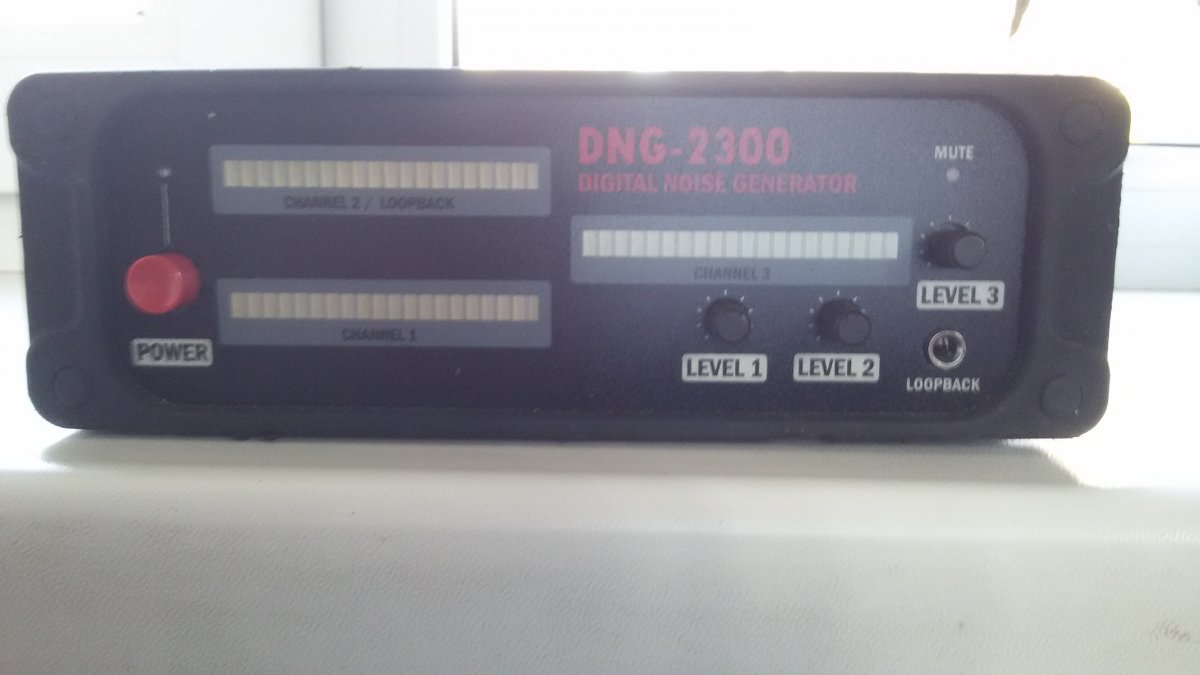 DNG-2300
DIGITAL NOISE GENERATOR
MUTE
CHANNEL 2 / LOOPBACK
CHANNEL 3
LEVEL 3
CHANNEL 1
POWER
LEVEL 1
LEVEL 2
LOOPBACK